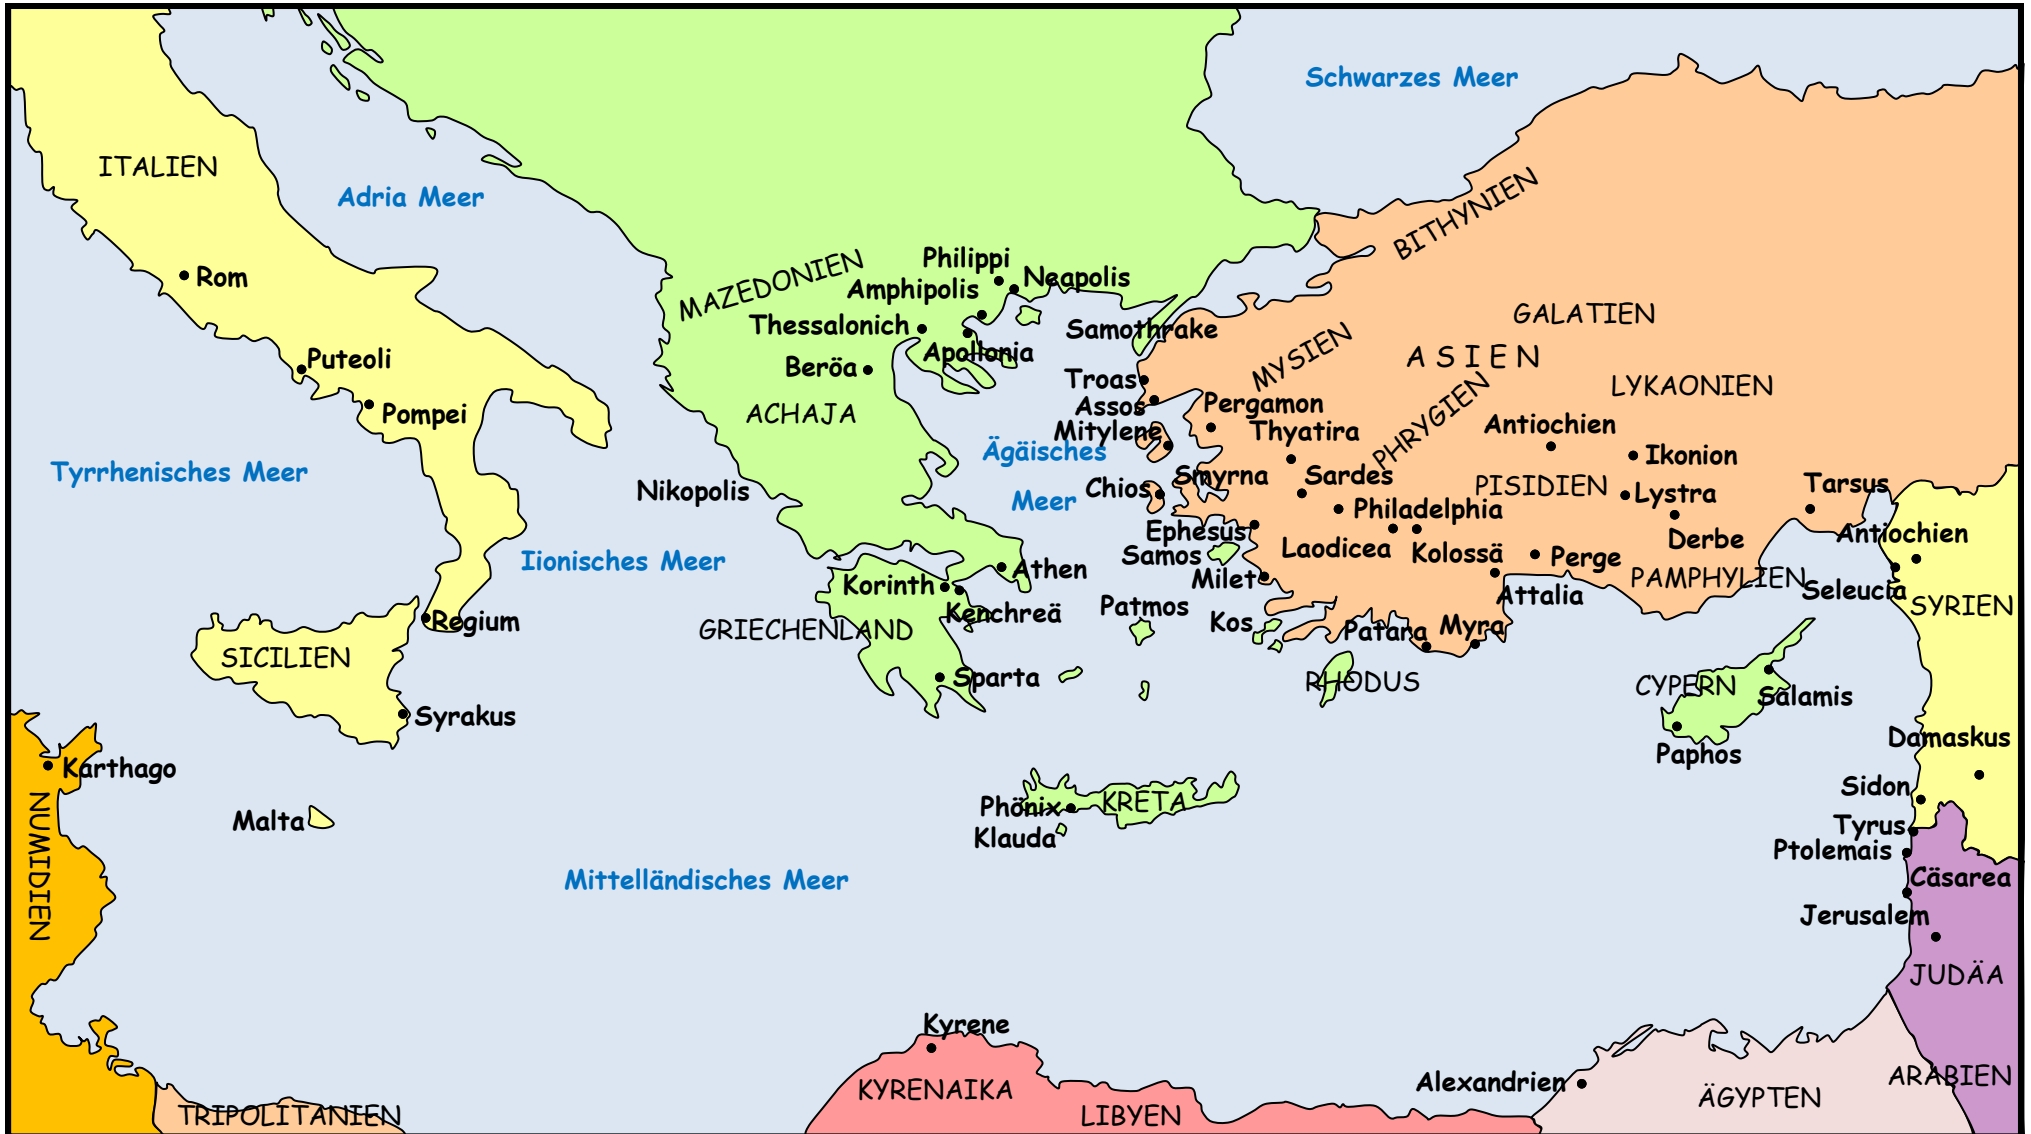 Schwarzes Meer
ITALIEN
Adria Meer
BITHYNIEN
MAZEDONIEN
Philippi
Neapolis
Amphipolis
Rom
GALATIEN
Thessalonich
Samothrake
Apollonia
MYSIEN
ASIEN
Puteoli
Beröa
Troas
LYKAONIEN
Pompei
ACHAJA
Assos
Pergamon
PHRYGIEN
Mitylene
Thyatira
Antiochien
Ägäisches
Meer
Ikonion
Tyrrhenisches Meer
Smyrna
Sardes
Nikopolis
Chios
PISIDIEN
Lystra
Tarsus
Philadelphia
Ephesus
Derbe
Antiochien
Iionisches Meer
Samos
Laodicea
Kolossä
Perge
Athen
Milet
PAMPHYLIEN
Korinth
Attalia
Seleucia
SYRIEN
Kenchreä
Patmos
Kos
Regium
GRIECHENLAND
Patara
Myra
SICILIEN
Sparta
RHODUS
CYPERN
Salamis
Syrakus
Damaskus
Paphos
Karthago
Sidon
NUMIDIEN
Phönix
KRETA
Malta
Klauda
Tyrus
Ptolemais
Mittelländisches Meer
Cäsarea
Jerusalem
JUDÄA
Kyrene
KYRENAIKA
Alexandrien
ÄGYPTEN
ARABIEN
TRIPOLITANIEN
LIBYEN